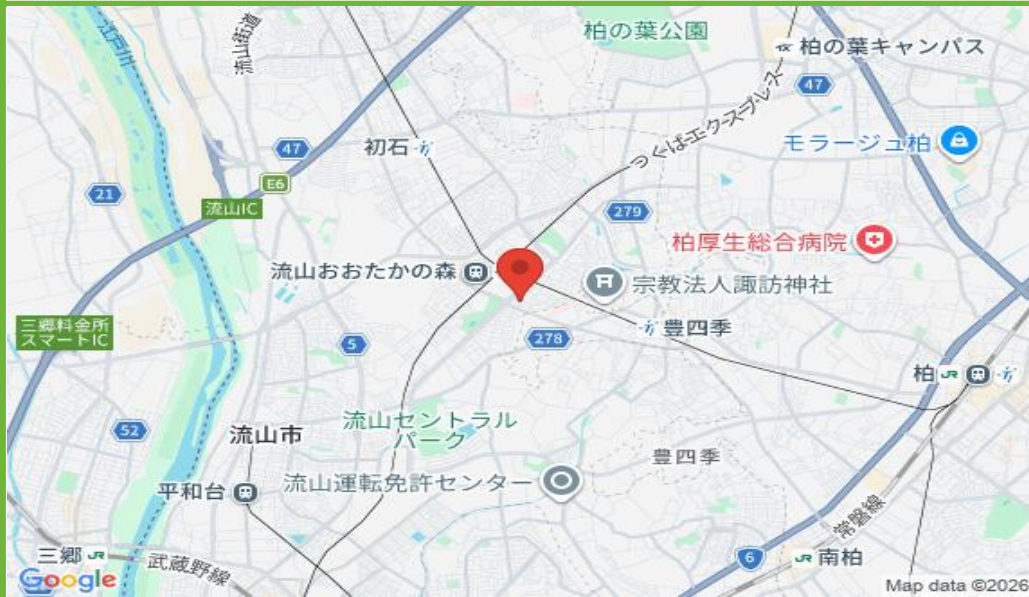 江戸川
流山街道
柏の葉公園
柏の葉キャンパス
47
つくばエクスプレス
初石
47
モラージュ柏
E6
21
流山IC
279
柏厚生総合病院
流山おおたかの森
宗教法人諏訪神社
三郷料金所
スマートIC
5
278
豊四季
柏 JR
52
流山市
流山セントラル
パーク
豊四季
平和台
流山運転免許センター
常磐線
三郷 JR
武蔵野線
6
JR 南柏
Google
Map data ©2026